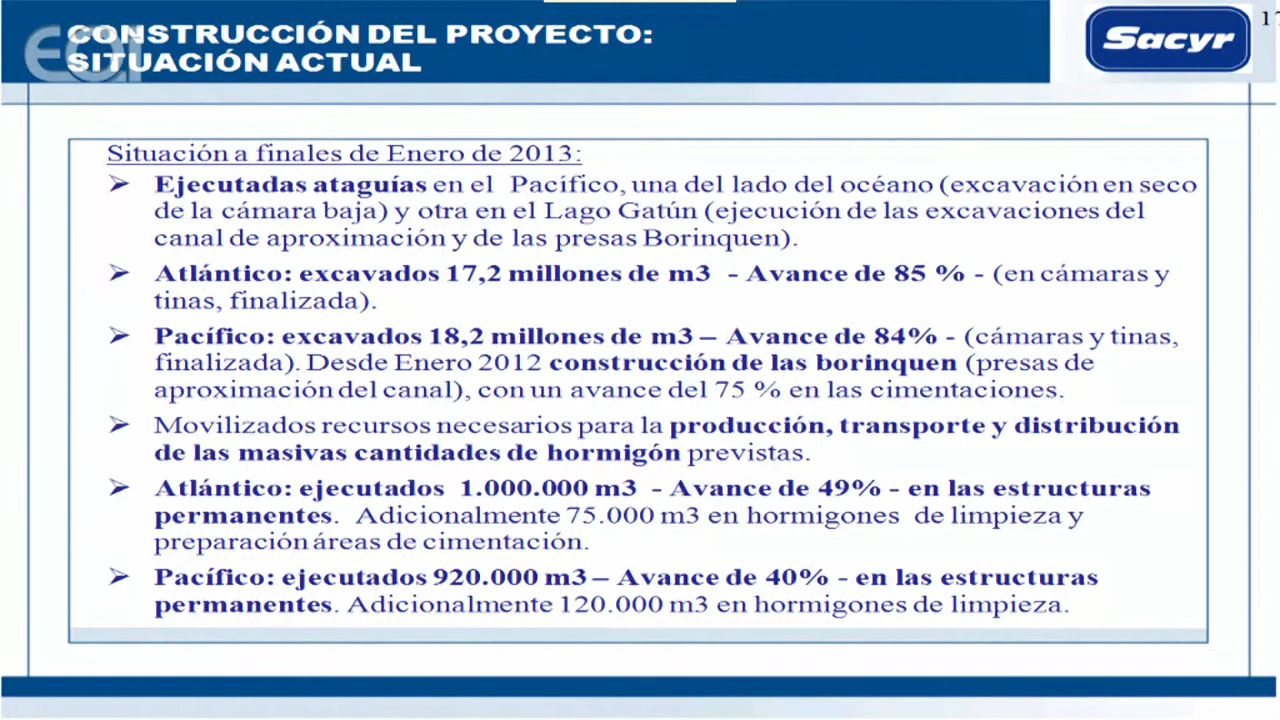 CONSTRUCCIÓN DEL PROYECTO:
SITUACIÓN ACTUAL
eoi
Sacyr
17
Situación a finales de Enero de 2013:
➢ Ejecutadas ataguías en el Pacífico, una del lado del océano (excavación en seco
de la cámara baja) y otra en el Lago Gatún (ejecución de las excavaciones del
canal de aproximación y de las presas Borinquen).
➢ Atlántico: excavados 17,2 millones de m3 - Avance de 85 % - (en cámaras y
tinas, finalizada).
➢ Pacífico: excavados 18,2 millones de m3 – Avance de 84% - (cámaras y tinas,
finalizada). Desde Enero 2012 construcción de las borinquen (presas de
aproximación del canal), con un avance del 75 % en las cimentaciones.
➢ Movilizados recursos necesarios para la producción, transporte y distribución
de las masivas cantidades de hormigón previstas.
➢ Atlántico: ejecutados 1.000.000 m3 - Avance de 49% - en las estructuras
permanentes. Adicionalmente 75.000 m3 en hormigones de limpieza y
preparación áreas de cimentación.
➢ Pacífico: ejecutados 920.000 m3 – Avance de 40% - en las estructuras
permanentes. Adicionalmente 120.000 m3 en hormigones de limpieza.